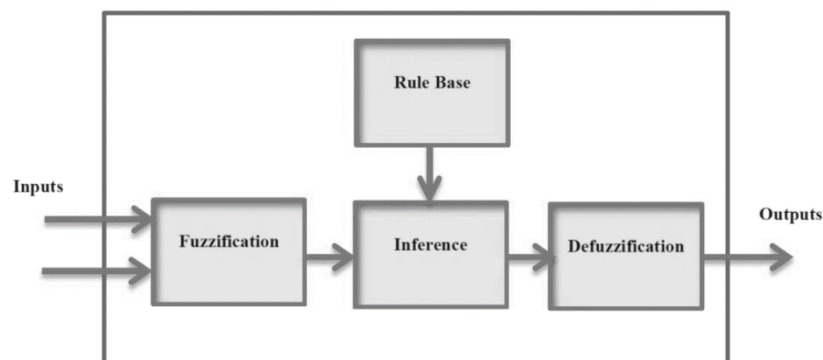 Rule Base
Inputs
Fuzzification
Inference
Defuzzification
Outputs